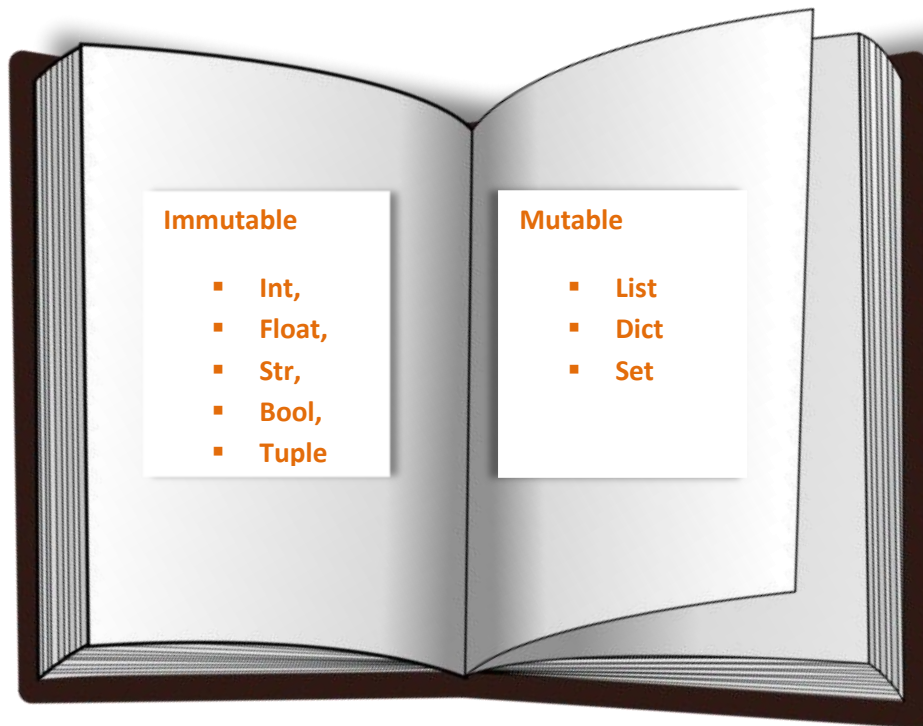 Immutable
▪ Int,
▪ Float,
▪ Str,
▪ Bool,
▪ Tuple
Mutable
▪ List
▪ Dict
▪ Set